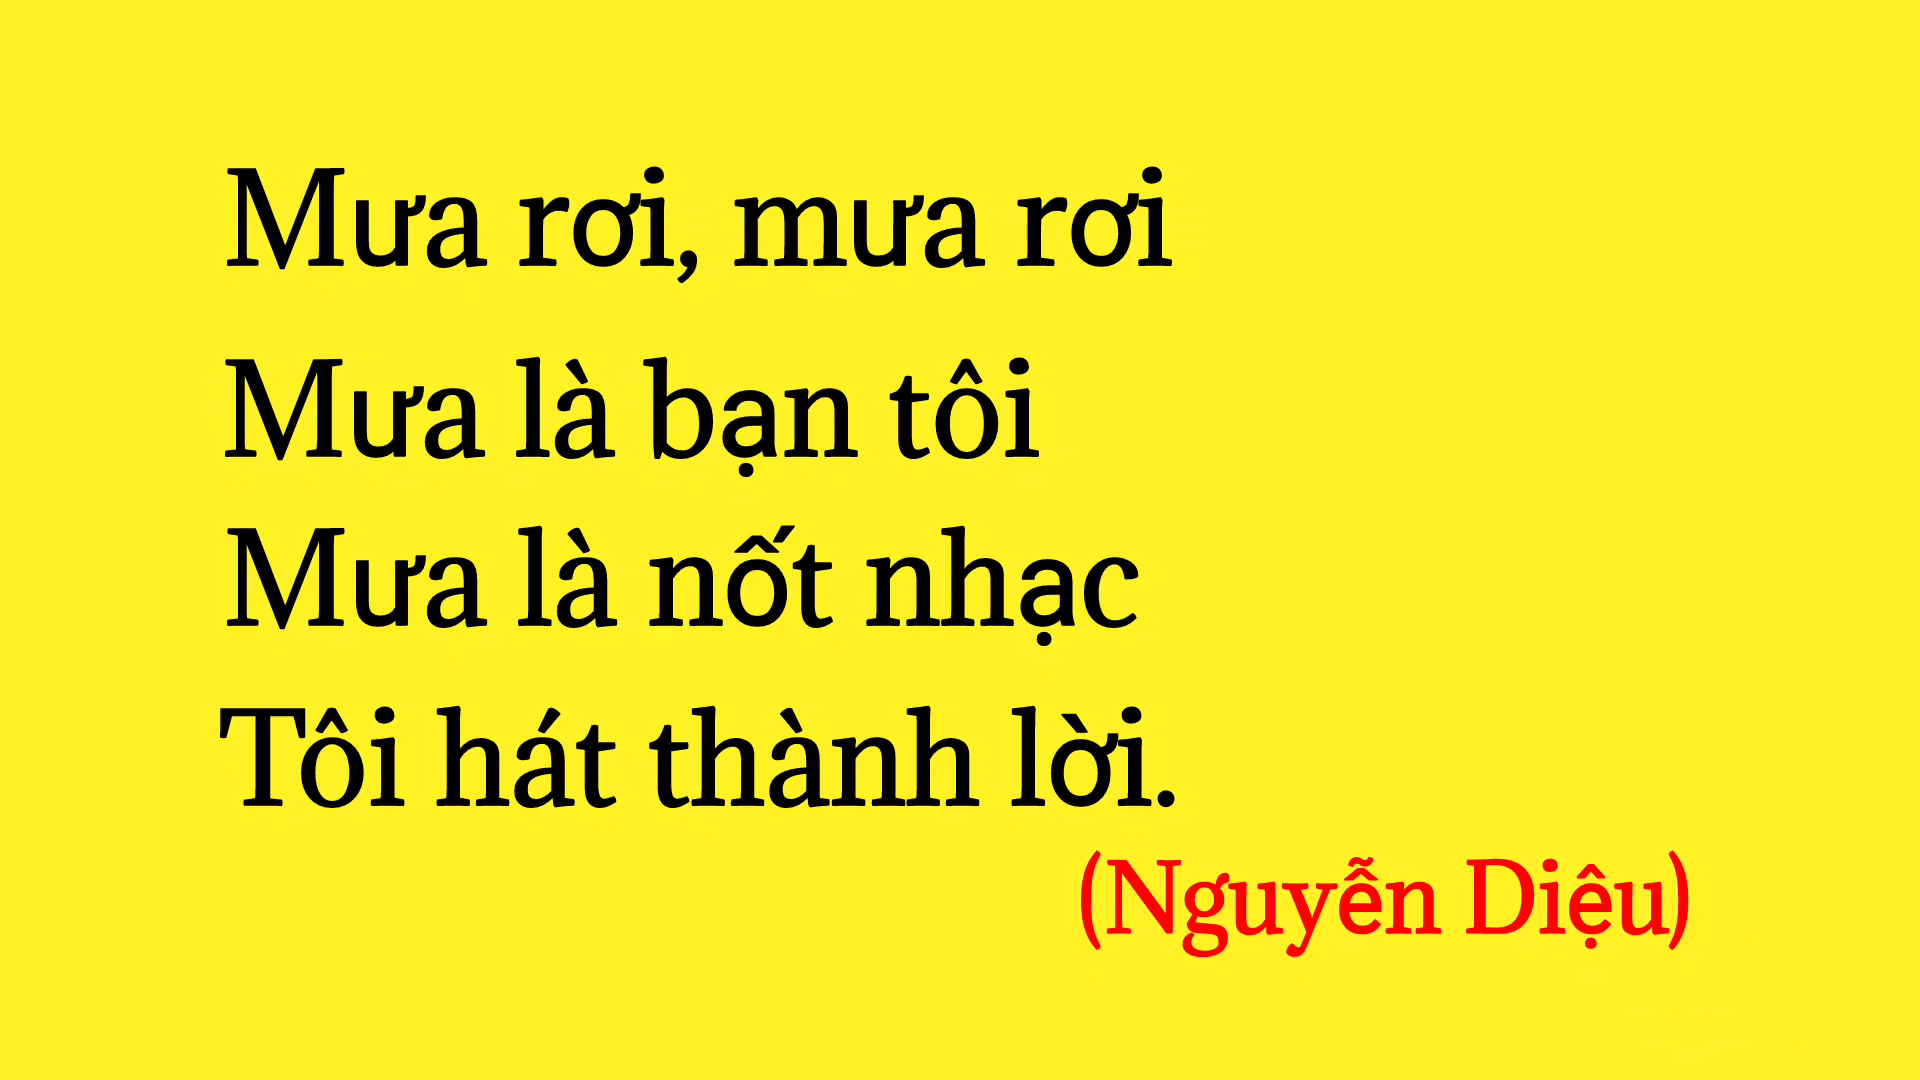 Mưa rơi, mưa rơi
Mưa là bạn tôi
Mưa là nốt nhạc
Tôi hát thành lời.
(Nguyễn Diệu)